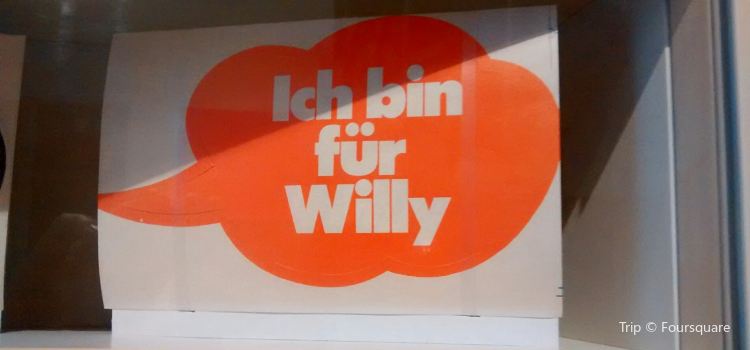 Ich bin
für
Willy
Trip © Foursquare